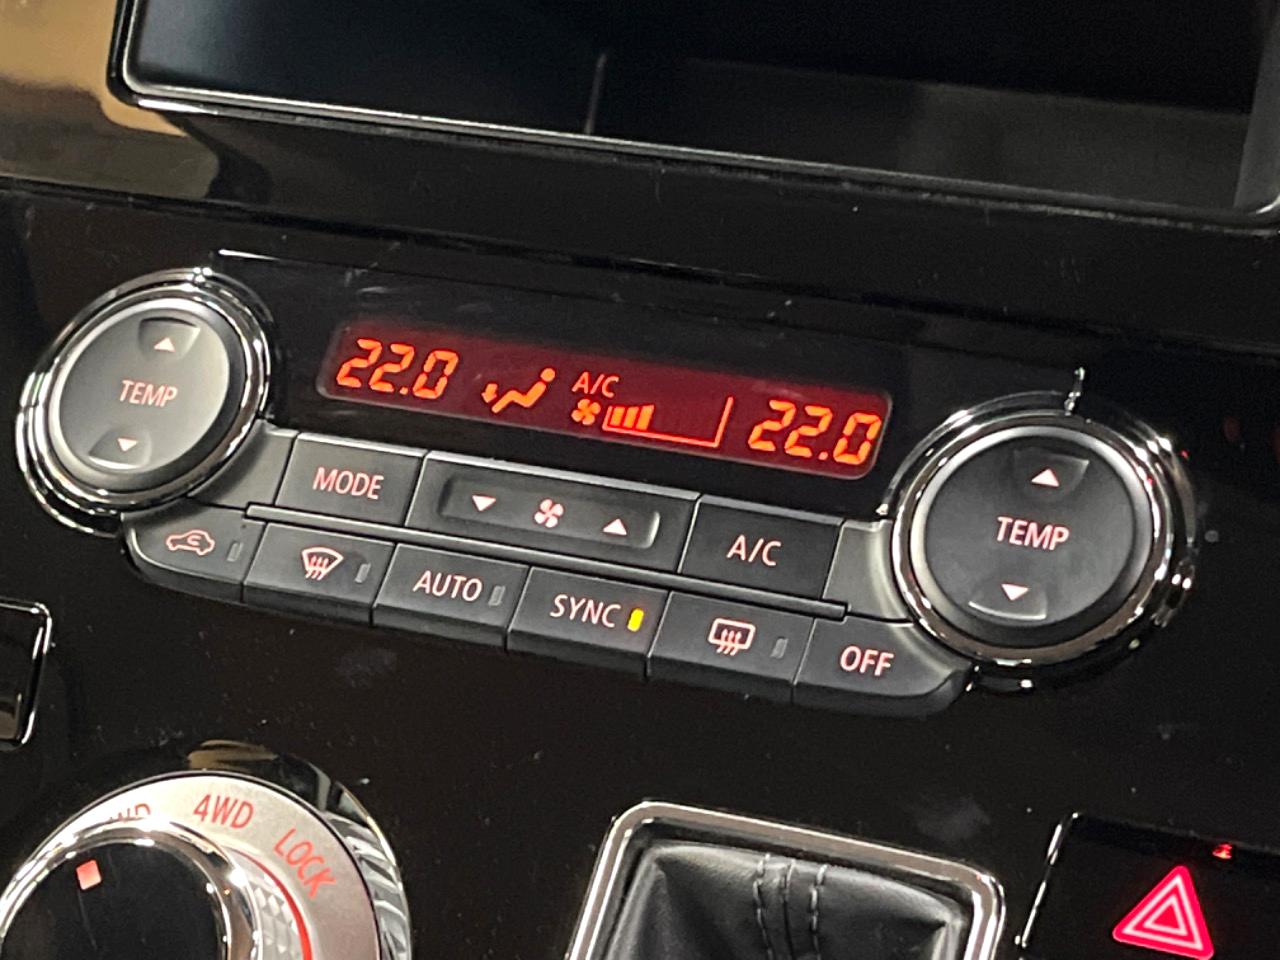 22.0
A/C
22.0
TEMP
MODE
A/C
TEMP
AUTO
SYNC
OFF
4WD
LOCK